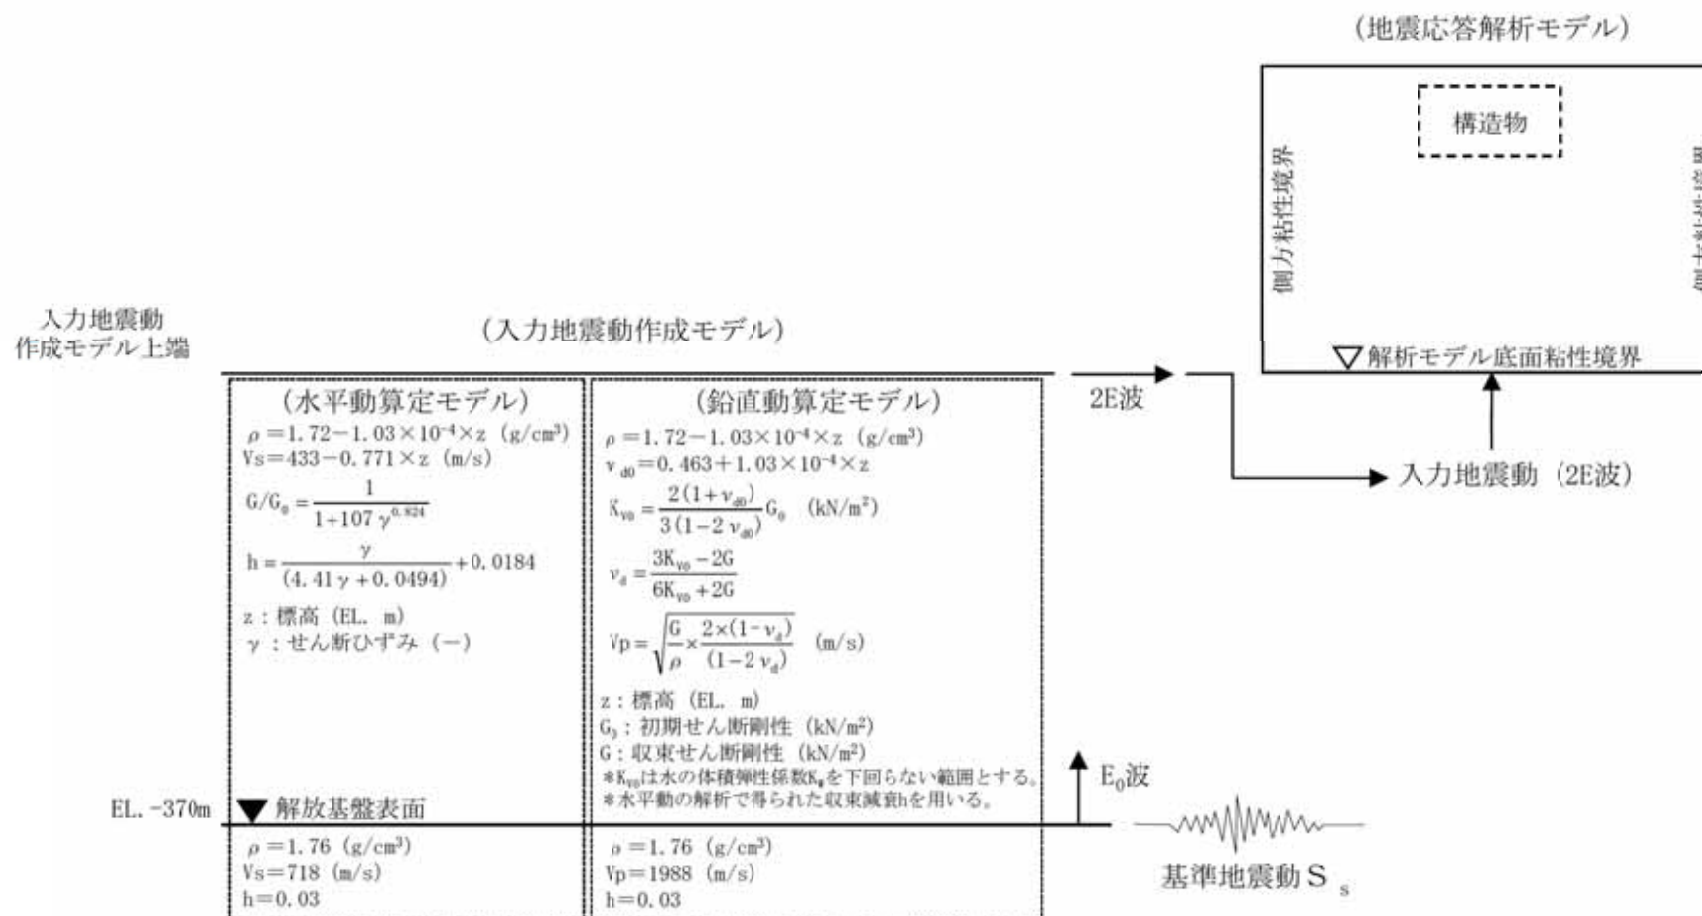 (地震応答解析モデル)
構造物
側方粘性境界
▽解析モデル底面粘性境界
入力地震動
作成モデル上端
(入力地震動作成モデル)
2E波
入力地震動 (2E波)
(水平動算定モデル)
ρ=1.72-1.03×10⁻⁴×z (g/cm³)
Vs=433-0.771×z (m/s)
G/G₀=1/(1+107γ^0.824)
h=γ/(4.41γ+0.0494)+0.0184
z:標高 (EL. m)
γ:せん断ひずみ (-)
(鉛直動算定モデル)
ρ=1.72-1.03×10⁻⁴×z (g/cm³)
ν_d0=0.463+1.03×10⁻⁴×z
K_V0=2(1+ν_d0)/3(1-2ν_d0)G₀ (kN/m²)
ν_d=(3K_V0-2G)/(6K_V0+2G)
Vp=√(G/ρ×2×(1-ν_d)/(1-2ν_d)) (m/s)
z:標高 (EL. m)
G₀:初期せん断剛性 (kN/m²)
G:収束せん断剛性 (kN/m²)
*K_V0は水の体積弾性係数K_wを下回らない範囲とする。
*水平動の解析で得られた収束減衰hを用いる。
E₀波
EL.-370m ▼ 解放基盤表面
ρ=1.76 (g/cm³)
Vs=718 (m/s)
h=0.03
ρ=1.76 (g/cm³)
Vp=1988 (m/s)
h=0.03
基準地震動Ss